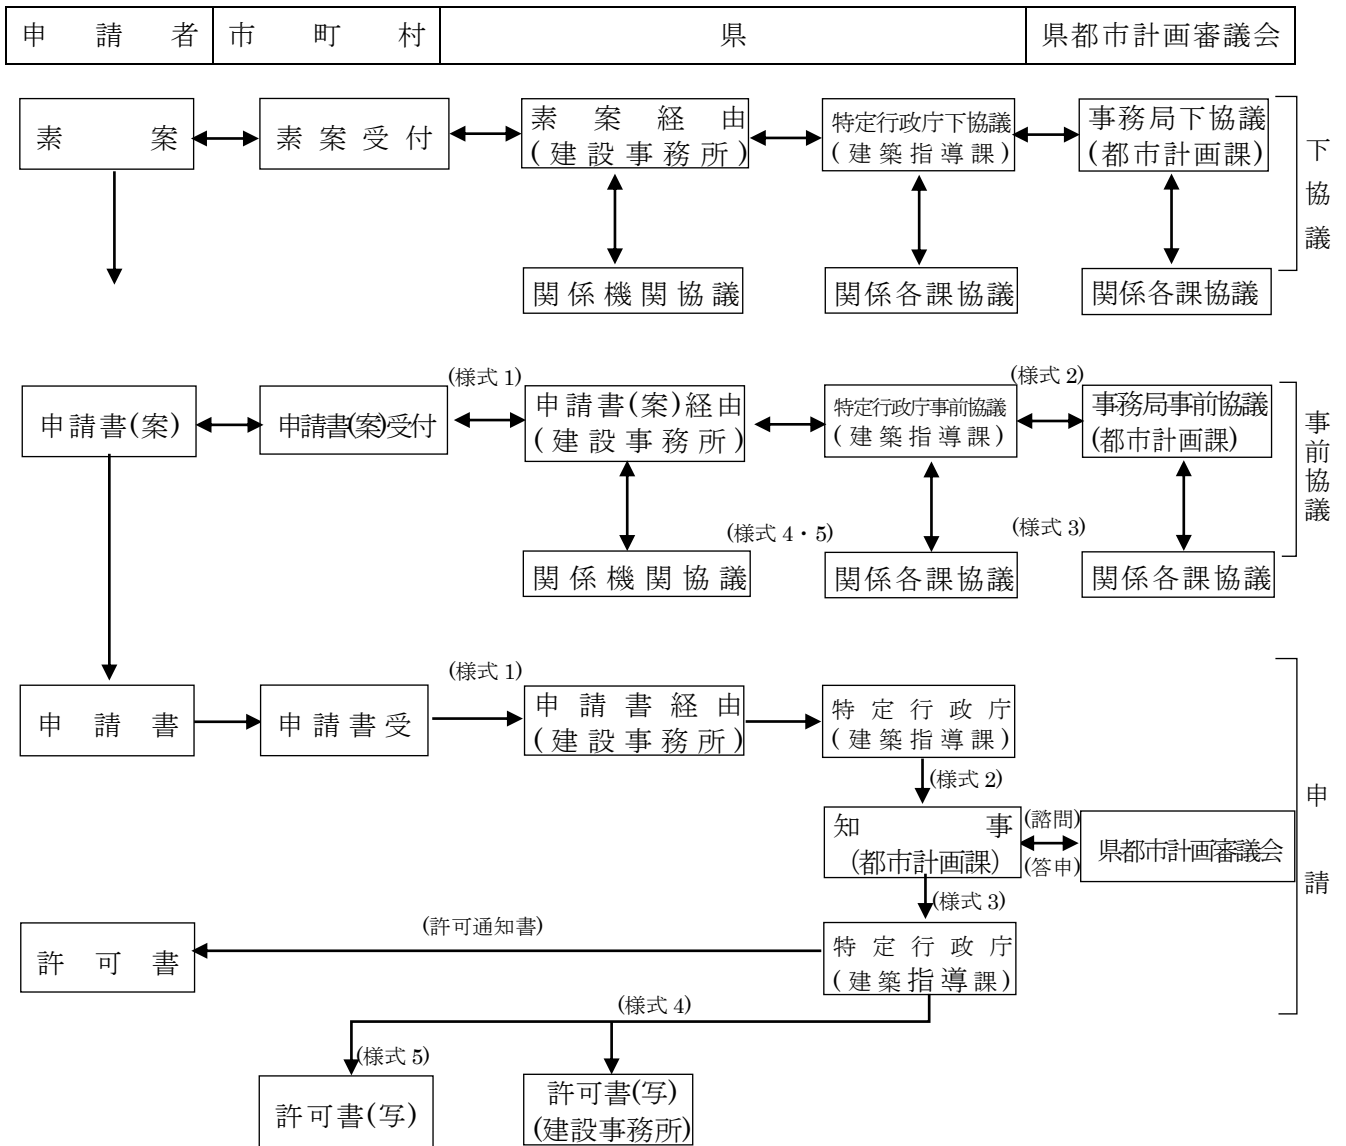 申請者 市町村 県 県都市計画審議会
素案 素案受付 素案経由 特定行政庁下協議 事務局下協議
(建設事務所) (建築指導課) (都市計画課)
下協議
関係機関協議 関係各課協議 関係各課協議
(様式 1) (様式 2)
申請書(案) 申請書(案)受付 申請書(案)経由 特定行政庁事前協議 事務局事前協議
(建設事務所) (建築指導課) (都市計画課)
事前協議
(様式 4・5) (様式 3)
関係機関協議 関係各課協議 関係各課協議
(様式 1)
申請書 申請書受 申請書経由 特定行政庁
(建設事務所) (建築指導課)
(様式 2)
申請
知事 (諮問) 県都市計画審議会
(都市計画課) (答申)
(様式 3)
(許可通知書)
許可書 特定行政庁
(建築指導課)
(様式 4)
(様式 5)
許可書(写) 許可書(写)
(建設事務所)